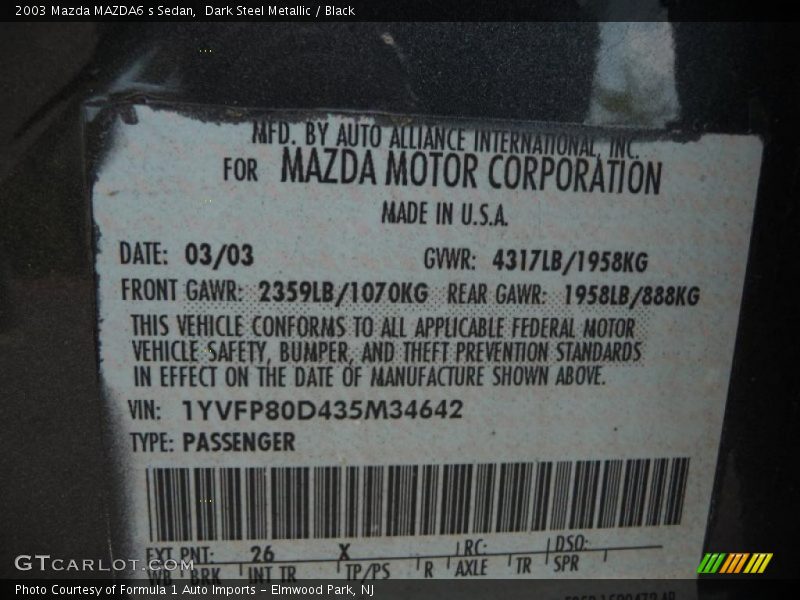 2003 Mazda MAZDA6 s Sedan, Dark Steel Metallic / Black
MFD. BY AUTO ALLIANCE INTERNATIONAL, INC.
FOR MAZDA MOTOR CORPORATION
MADE IN U.S.A.
DATE: 03/03 GVWR: 4317LB/1958KG
FRONT GAWR: 2359LB/1070KG REAR GAWR: 1958LB/888KG
THIS VEHICLE CONFORMS TO ALL APPLICABLE FEDERAL MOTOR
VEHICLE SAFETY, BUMPER, AND THEFT PREVENTION STANDARDS
IN EFFECT ON THE DATE OF MANUFACTURE SHOWN ABOVE.
VIN: 1YVFP80D435M34642
TYPE: PASSENGER
EXT PNT: 26 X RC: DSO:
WB BRK INT TR TP/PS R AXLE TR SPR
GTCARLOT.COM
Photo Courtesy of Formula 1 Auto Imports - Elmwood Park, NJ